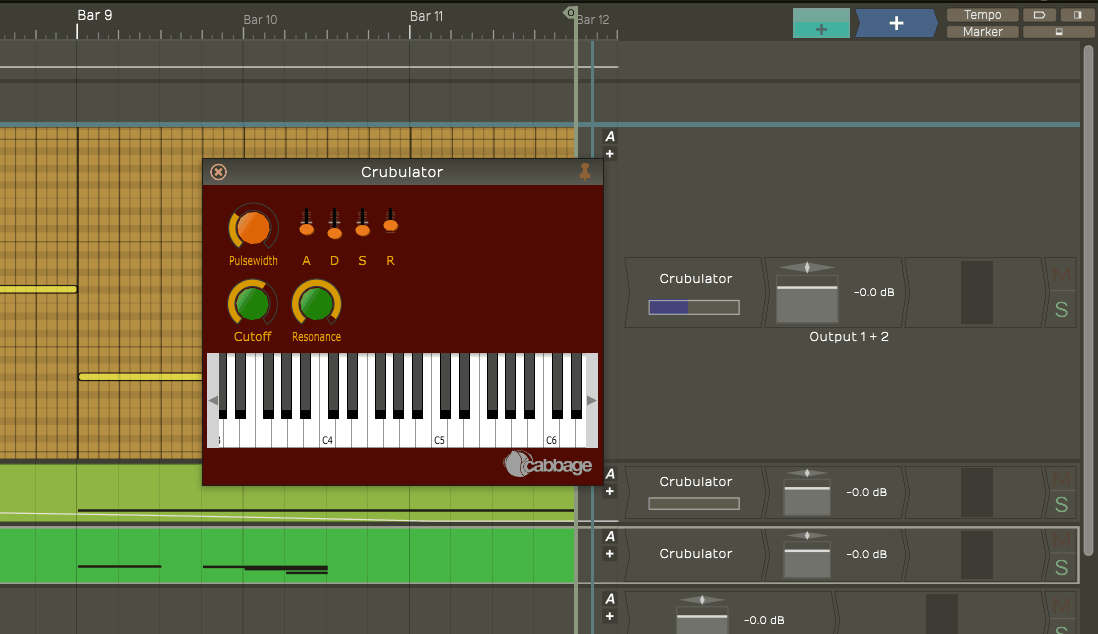 Bar 9
Bar 10
Bar 11
Bar 12
Tempo
Marker
A
+
Crubulator
Pulsewidth
A D S R
Cutoff
Resonance
C4
C5
C6
cabbage
Crubulator
-0.0 dB
M
S
Output 1 + 2
A
+
Crubulator
-0.0 dB
M
S
A
+
Crubulator
-0.0 dB
M
S
A
+
-0.0 dB
M
S